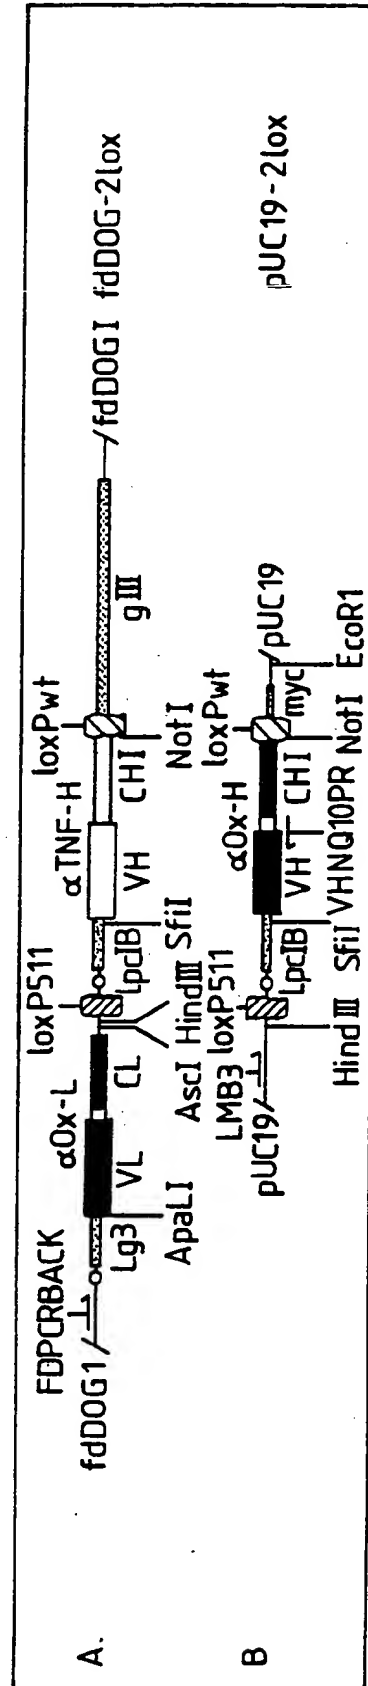 A.
FDPCRBACK
αOx-L
loxP511
αTNF-H
loxPwt
fdDOG1
Lg3
VL
CL
LpclB
VH
CHI
gIII
fdDOGI
fdDOG-2lox
ApaLI
AscI
HindIII
SfiI
NotI
B
LMB3
loxP511
αOx-H
loxPwt
pUC19
LpclB
VH
CHI
myc
pUC19
pUC19-2lox
HindIII
SfiI
VHNQ10PR
NotI
EcoR1